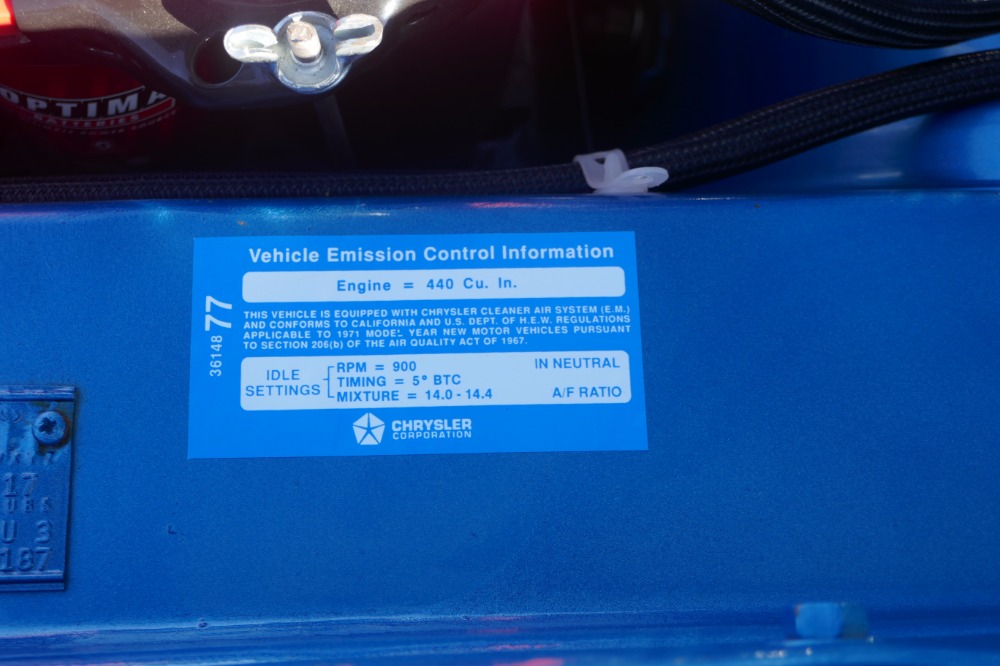 OPTIMA
BATTERIES
Vehicle Emission Control Information
Engine = 440 Cu. In.
3614877
THIS VEHICLE IS EQUIPPED WITH CHRYSLER CLEANER AIR SYSTEM (E.M.)
AND CONFORMS TO CALIFORNIA AND U.S. DEPT. OF H.E.W. REGULATIONS
APPLICABLE TO 1971 MODEL YEAR NEW MOTOR VEHICLES PURSUANT
TO SECTION 206(b) OF THE AIR QUALITY ACT OF 1967.
IDLE SETTINGS
RPM = 900 IN NEUTRAL
TIMING = 5° BTC
MIXTURE = 14.0 - 14.4 A/F RATIO
CHRYSLER
CORPORATION
17
U 3
187